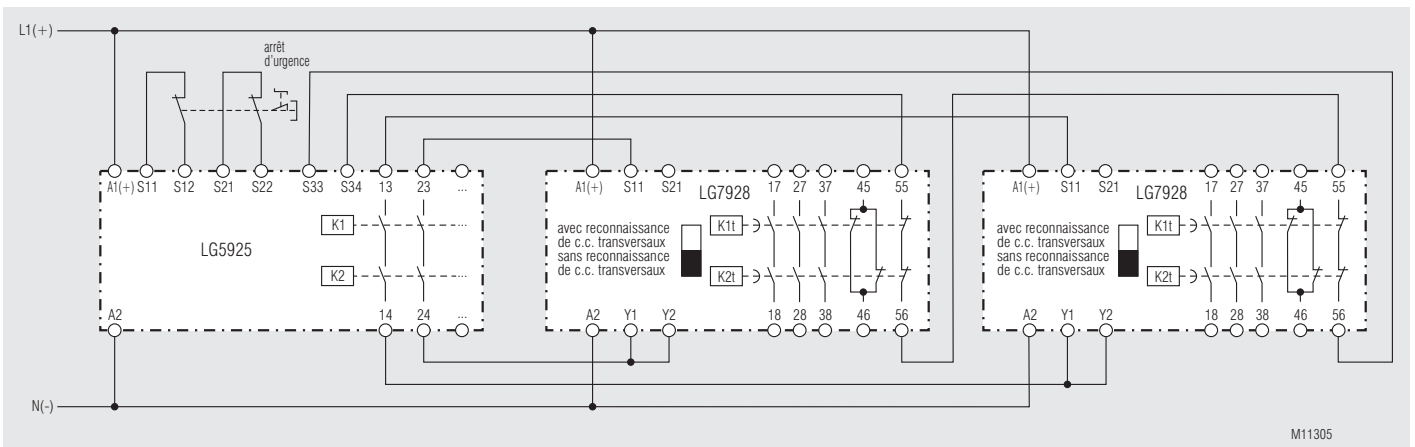 L1(+)
arrêt
d'urgence
A1(+) S11 S12 S21 S22 S33 S34 13 23 ...
LG5925
K1 ...
K2 ...
A2 14 24 ...
A1(+) S11 S21 17 27 37 45 55
LG7928
avec reconnaissance
de c.c. transversaux
sans reconnaissance
de c.c. transversaux
K1t
K2t
A2 Y1 Y2 18 28 38 46 56
A1(+) S11 S21 17 27 37 45 55
LG7928
avec reconnaissance
de c.c. transversaux
sans reconnaissance
de c.c. transversaux
K1t
K2t
A2 Y1 Y2 18 28 38 46 56
N(-)
M11305